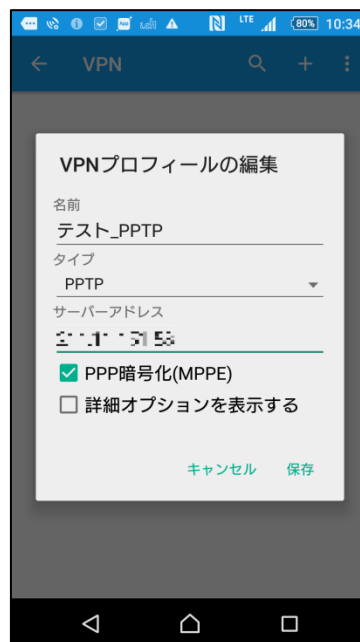 LTE 80% 10:34
VPN
VPNプロフィールの編集
名前
テスト_PPTP
タイプ
PPTP
サーバーアドレス
PPP暗号化(MPPE)
詳細オプションを表示する
キャンセル 保存